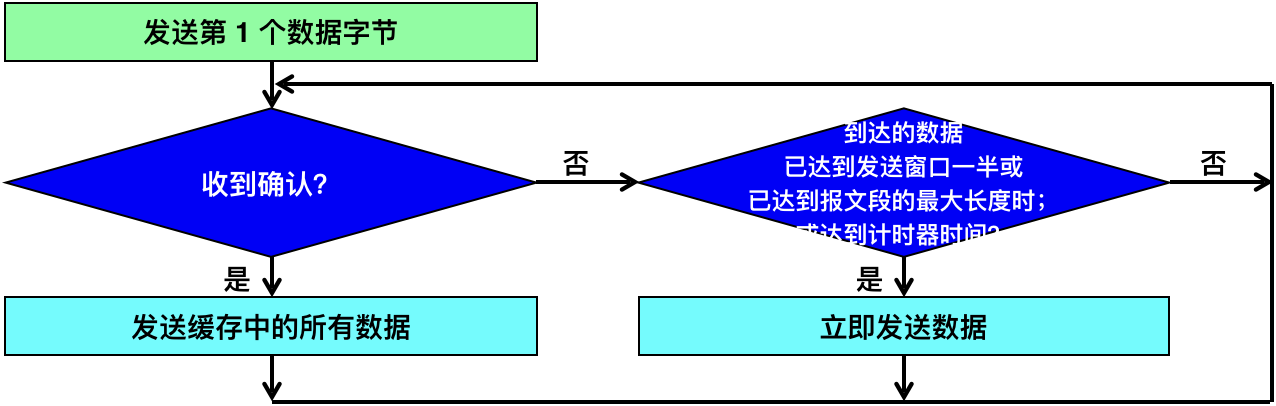 发送第 1 个数据字节
收到确认?
否
到达的数据
已达到发送窗口一半或
已达到报文段的最大长度时;
或达到计时器时间?
否
是
是
发送缓存中的所有数据
立即发送数据